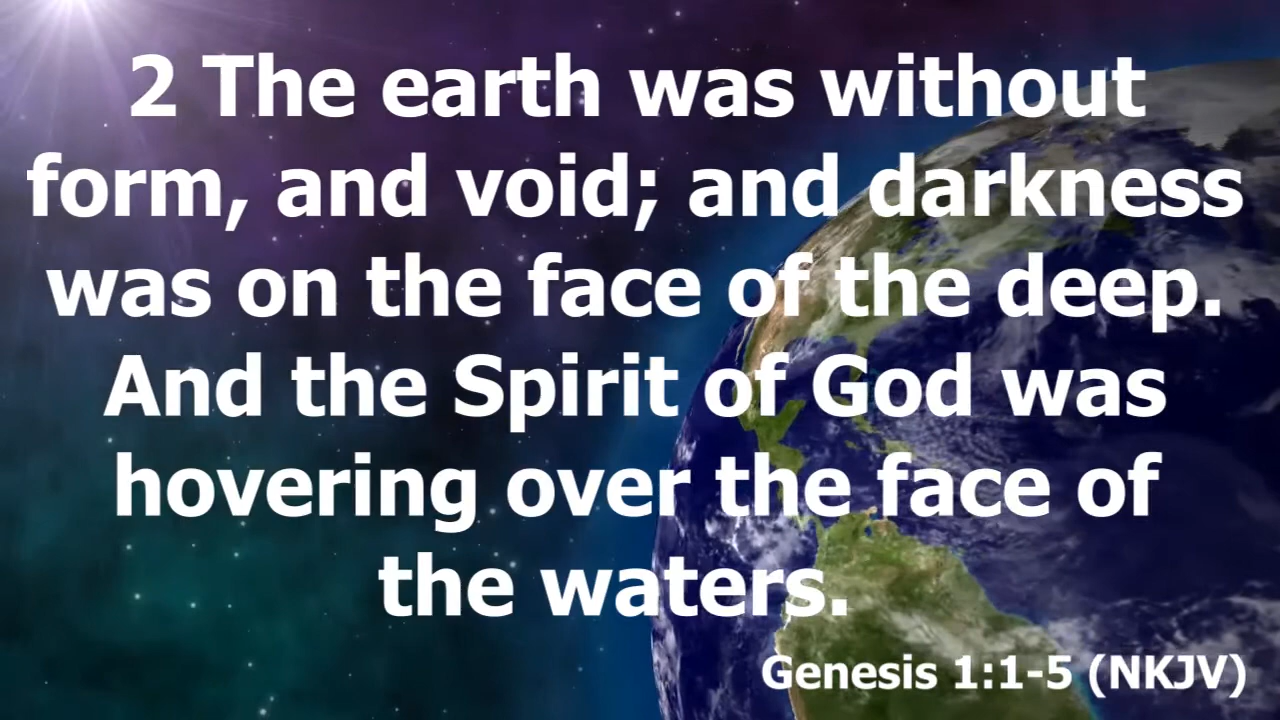 2 The earth was without
form, and void; and darkness
was on the face of the deep.
And the Spirit of God was
hovering over the face of
the waters.
Genesis 1:1-5 (NKJV)